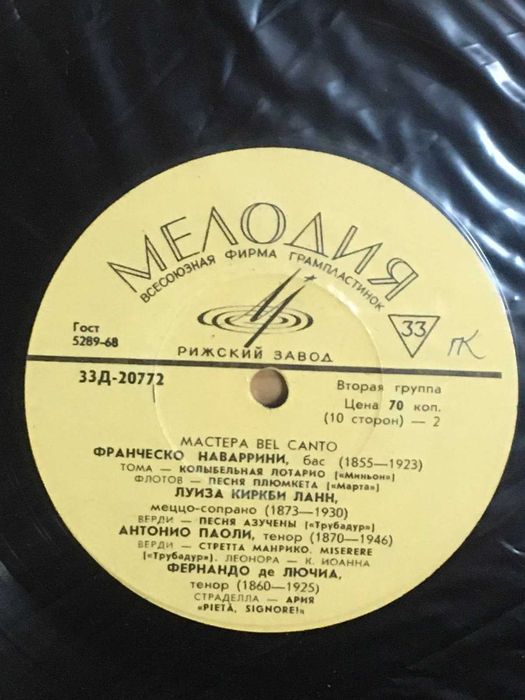 МЕЛОДИЯ
ВСЕСОЮЗНАЯ ФИРМА ГРАМПЛАСТИНОК
Гост
5289-68
33
ГК
РИЖСКИЙ ЗАВОД
33Д-20772
Вторая группа
Цена 70 коп.
(10 сторон) — 2
МАСТЕРА BEL CANTO
ФРАНЧЕСКО НАВАРРИНИ, бас (1855—1923)
ТОМА — КОЛЫБЕЛЬНАЯ ЛОТАРИО («Миньон»)
ФЛОТОВ — ПЕСНЯ ПЛЮМКЕТА («Марта»)
ЛУИЗА КИРКБИ ЛАНН,
меццо-сопрано (1873—1930)
ВЕРДИ — ПЕСНЯ АЗУЧЕНЫ («Трубадур»)
АНТОНИО ПАОЛИ, тенор (1870—1946)
ВЕРДИ — СТРЕТТА МАНРИКО. MISERERE
(«Трубадур»). ЛЕОНОРА — К. ИОАННА
ФЕРНАНДО де ЛЮЧИА,
тенор (1860—1925)
СТРАДЕЛЛА — АРИЯ
«PIETÀ, SIGNORE!»